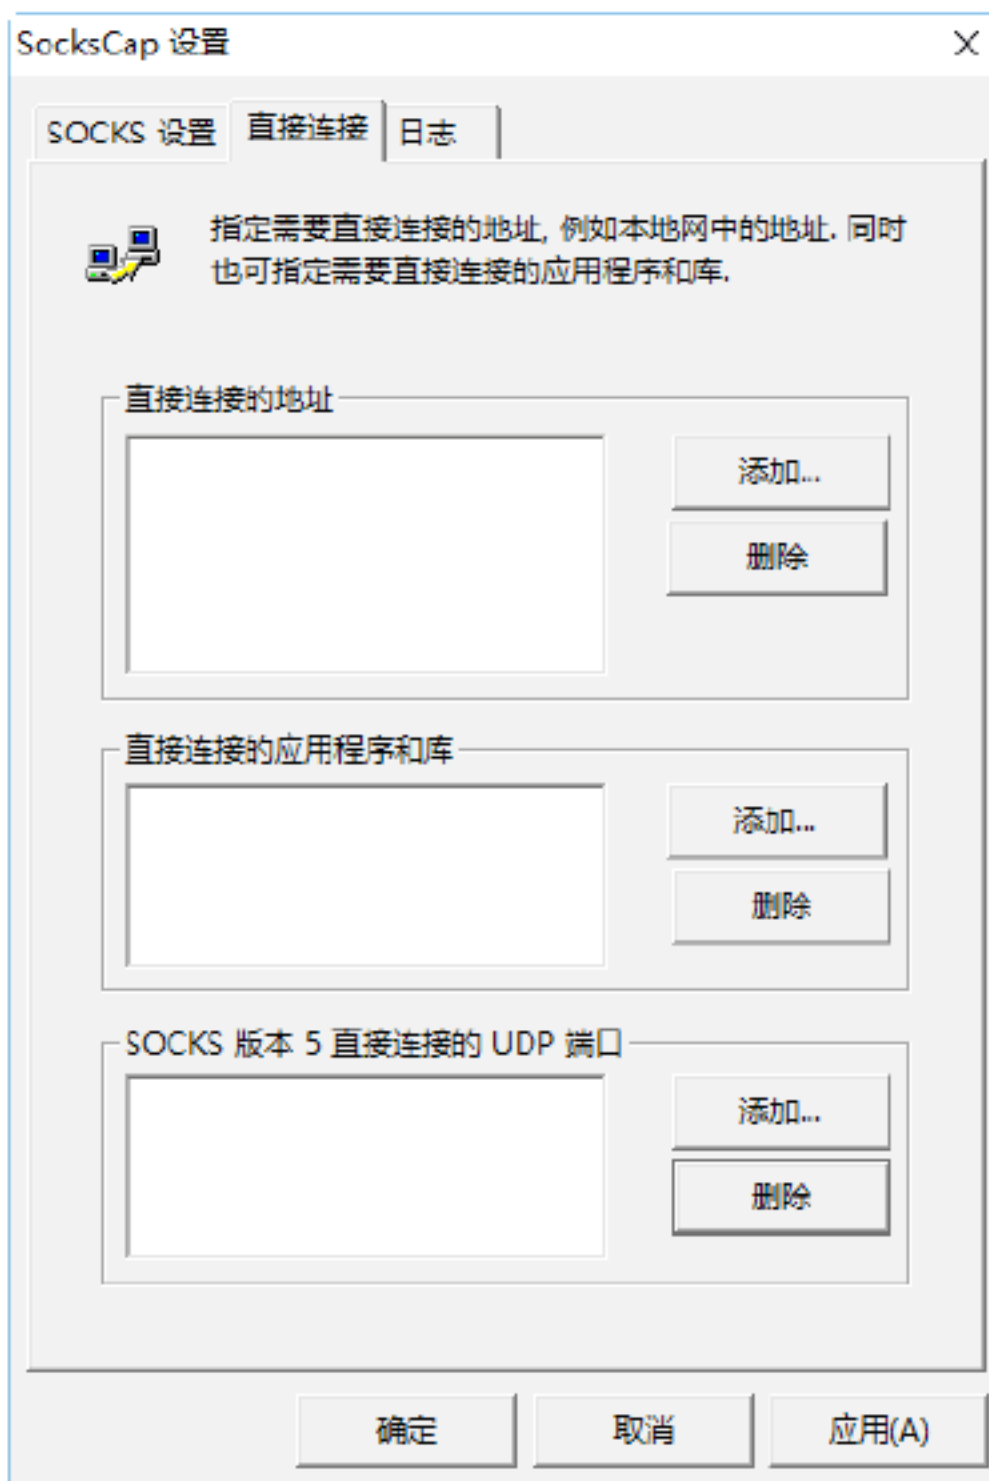 SocksCap 设置
SOCKS 设置 直接连接 日志
指定需要直接连接的地址, 例如本地网中的地址. 同时
也可指定需要直接连接的应用程序和库.
直接连接的地址
添加...
删除
直接连接的应用程序和库
添加...
删除
SOCKS 版本 5 直接连接的 UDP 端口
添加...
删除
确定 取消 应用(A)